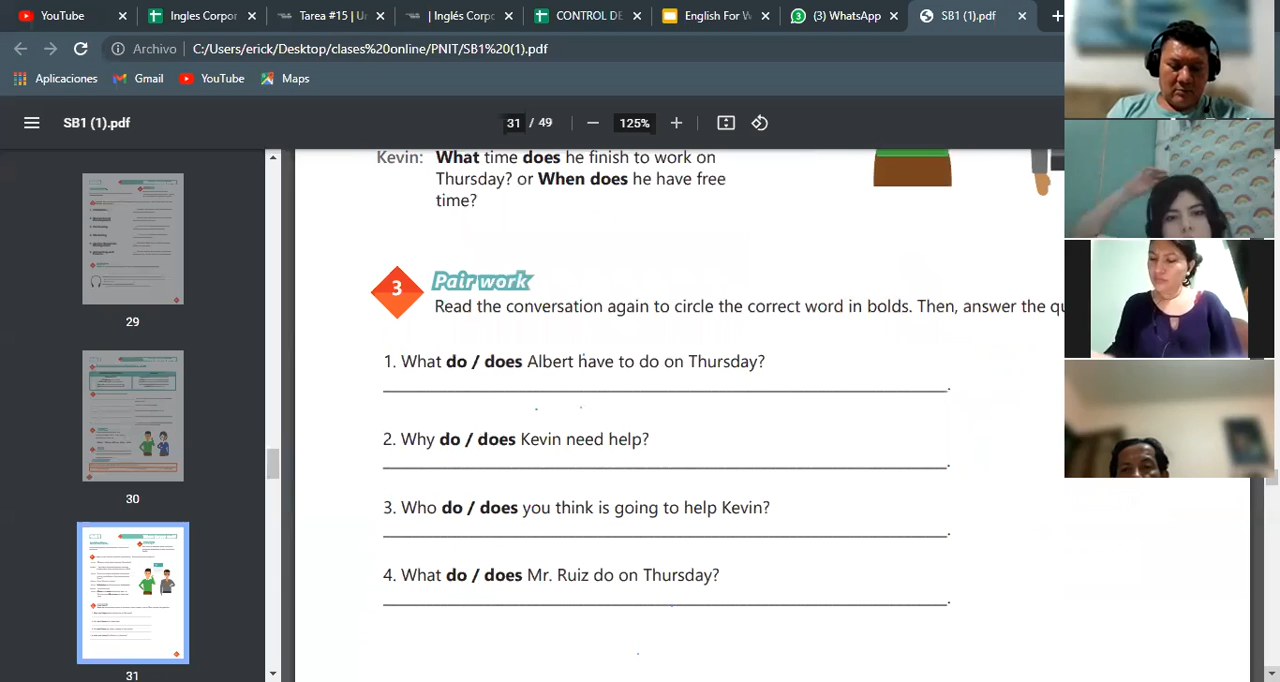 YouTube
Ingles Corpor
Tarea #15 | Ur
| Inglés Corpo
CONTROL DE
English For W
(3) WhatsApp
SB1 (1).pdf
Archivo
C:/Users/erick/Desktop/clases%20online/PNIT/SB1%20(1).pdf
Aplicaciones
Gmail
YouTube
Maps
SB1 (1).pdf
31 / 49
125%
29
30
31
Kevin: What time does he finish to work on
Thursday? or When does he have free
time?
3
Pair work
Read the conversation again to circle the correct word in bolds. Then, answer the qu
1. What do / does Albert have to do on Thursday?
2. Why do / does Kevin need help?
3. Who do / does you think is going to help Kevin?
4. What do / does Mr. Ruiz do on Thursday?